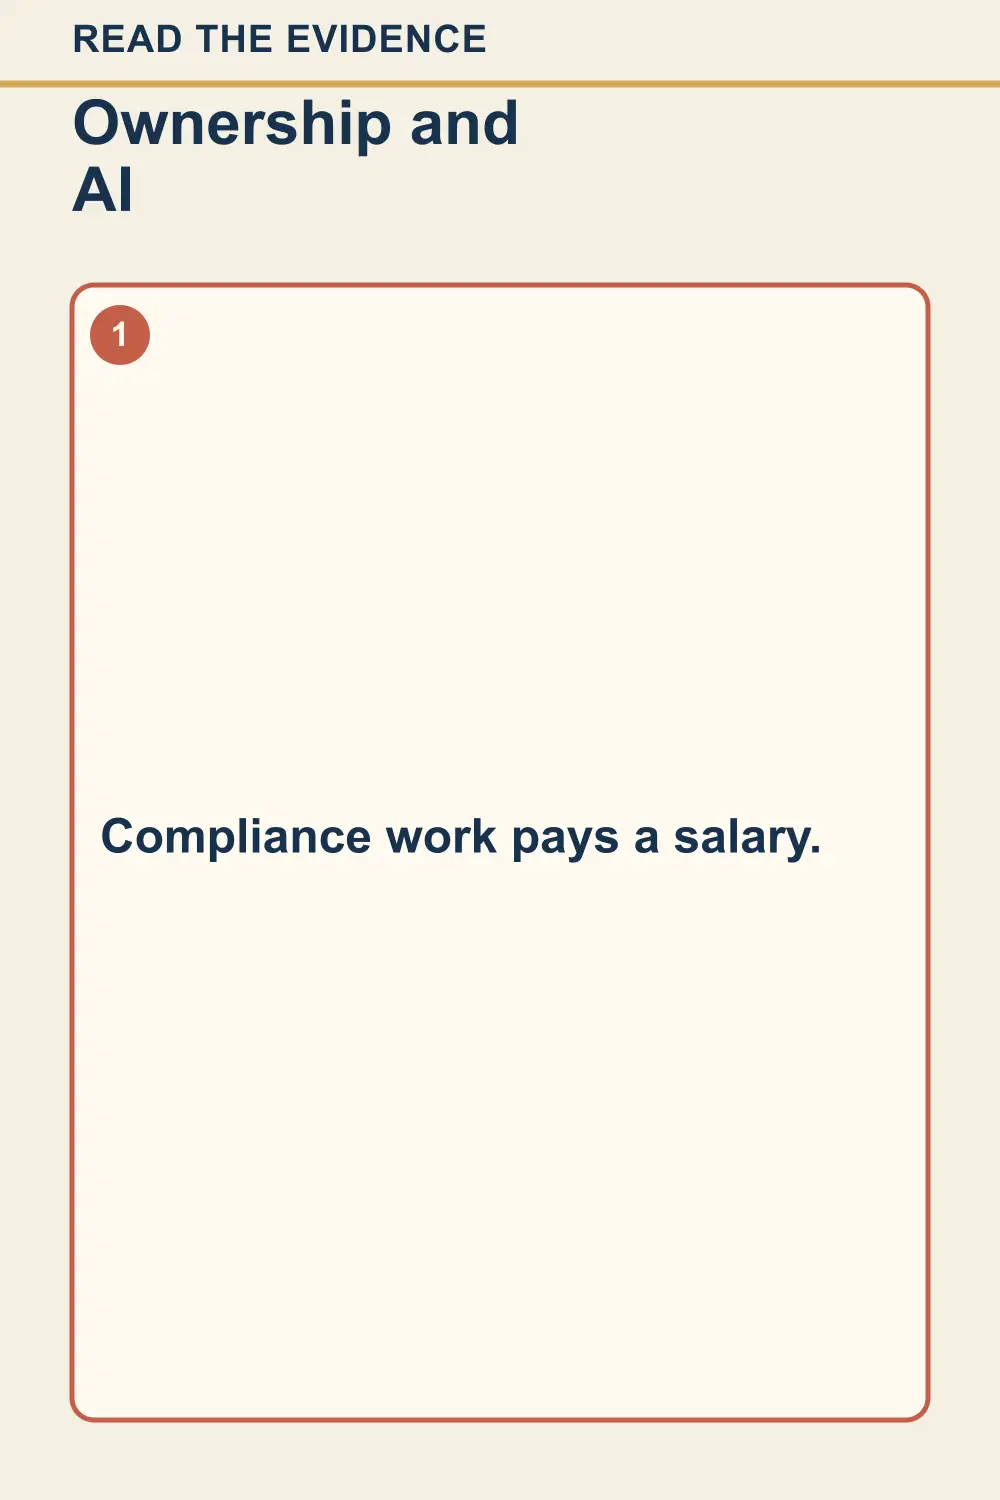 READ THE EVIDENCE
Ownership and
AI
1
Compliance work pays a salary.